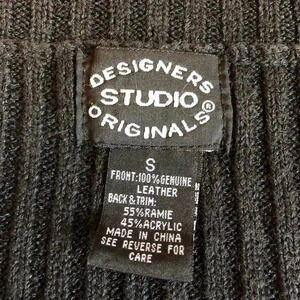 DESIGNERS
STUDIO®
ORIGINALS
S
FRONT:100%GENUINE
LEATHER
BACK&TRIM:
55%RAMIE
45%ACRYLIC
MADE IN CHINA
SEE REVERSE FOR
CARE